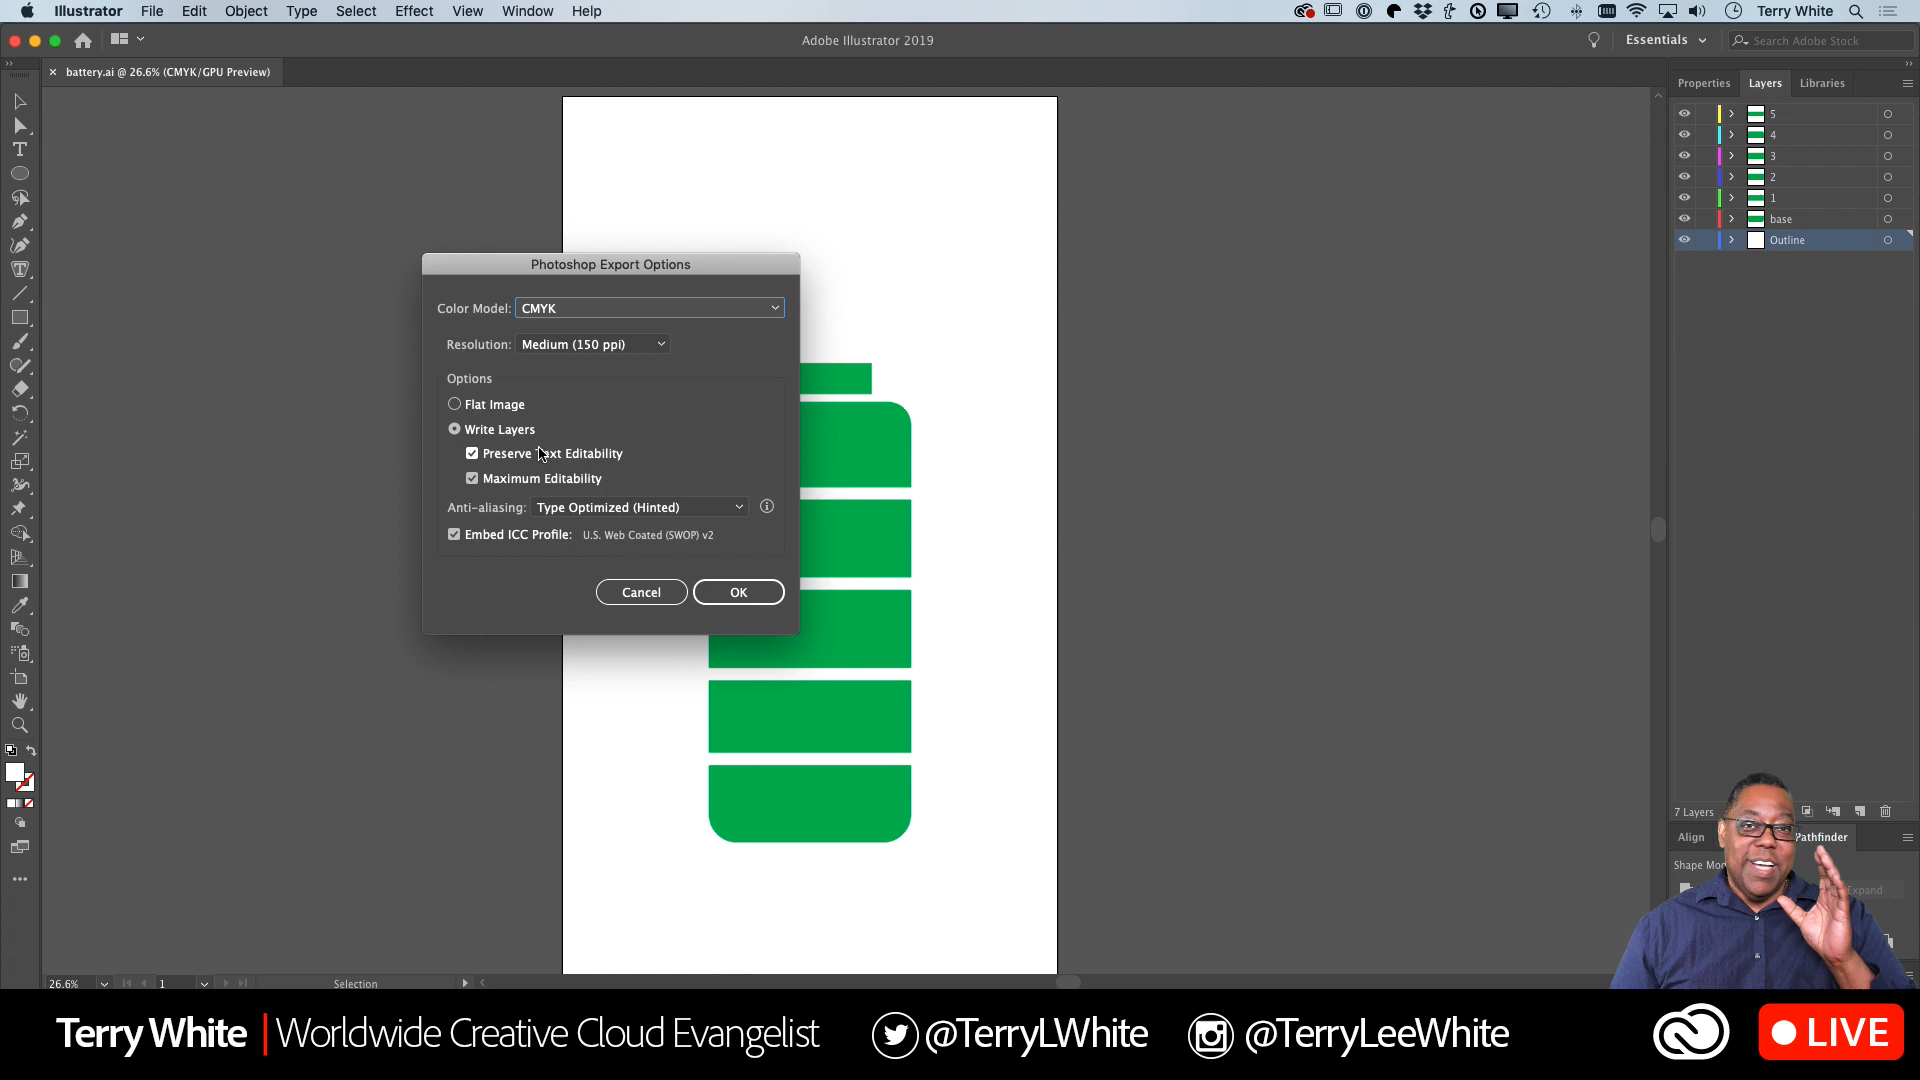 Illustrator File Edit Object Type Select Effect View Window Help
Terry White
Adobe Illustrator 2019
Essentials
Search Adobe Stock
battery.ai @ 26.6% (CMYK/GPU Preview)
Properties Layers Libraries
5
4
3
2
1
base
Outline
Photoshop Export Options
Color Model: CMYK
Resolution: Medium (150 ppi)
Options
Flat Image
Write Layers
Preserve Text Editability
Maximum Editability
Anti-aliasing: Type Optimized (Hinted)
Embed ICC Profile: U.S. Web Coated (SWOP) v2
Cancel OK
7 Layers
Align Pathfinder
Shape Mo
Expand
26.6% 1 Selection
Terry White | Worldwide Creative Cloud Evangelist @TerryLWhite @TerryLeeWhite LIVE